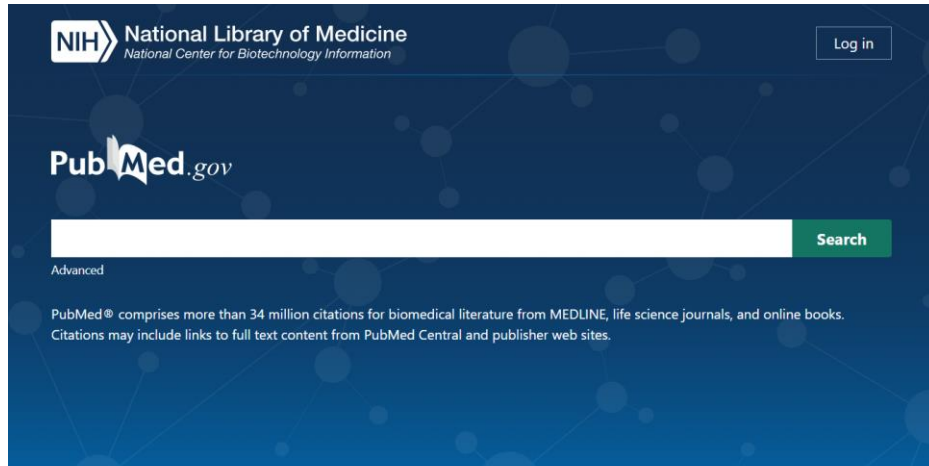 NIH
National Library of Medicine
National Center for Biotechnology Information
Log in
PubMed.gov
Search
Advanced
PubMed® comprises more than 34 million citations for biomedical literature from MEDLINE, life science journals, and online books.
Citations may include links to full text content from PubMed Central and publisher web sites.